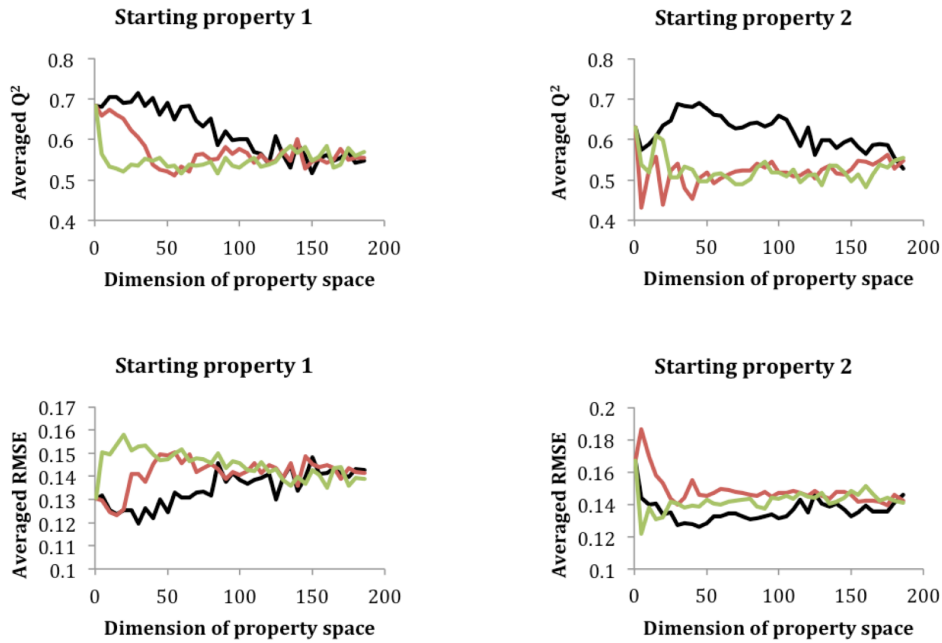 Starting property 1
Averaged Q²
0.8
0.7
0.6
0.5
0.4
0 50 100 150 200
Dimension of property space
Starting property 2
Averaged Q²
0.8
0.7
0.6
0.5
0.4
0 50 100 150 200
Dimension of property space
Starting property 1
Averaged RMSE
0.17
0.16
0.15
0.14
0.13
0.12
0.11
0.1
0 50 100 150 200
Dimension of property space
Starting property 2
Averaged RMSE
0.2
0.18
0.16
0.14
0.12
0.1
0 50 100 150 200
Dimension of property space